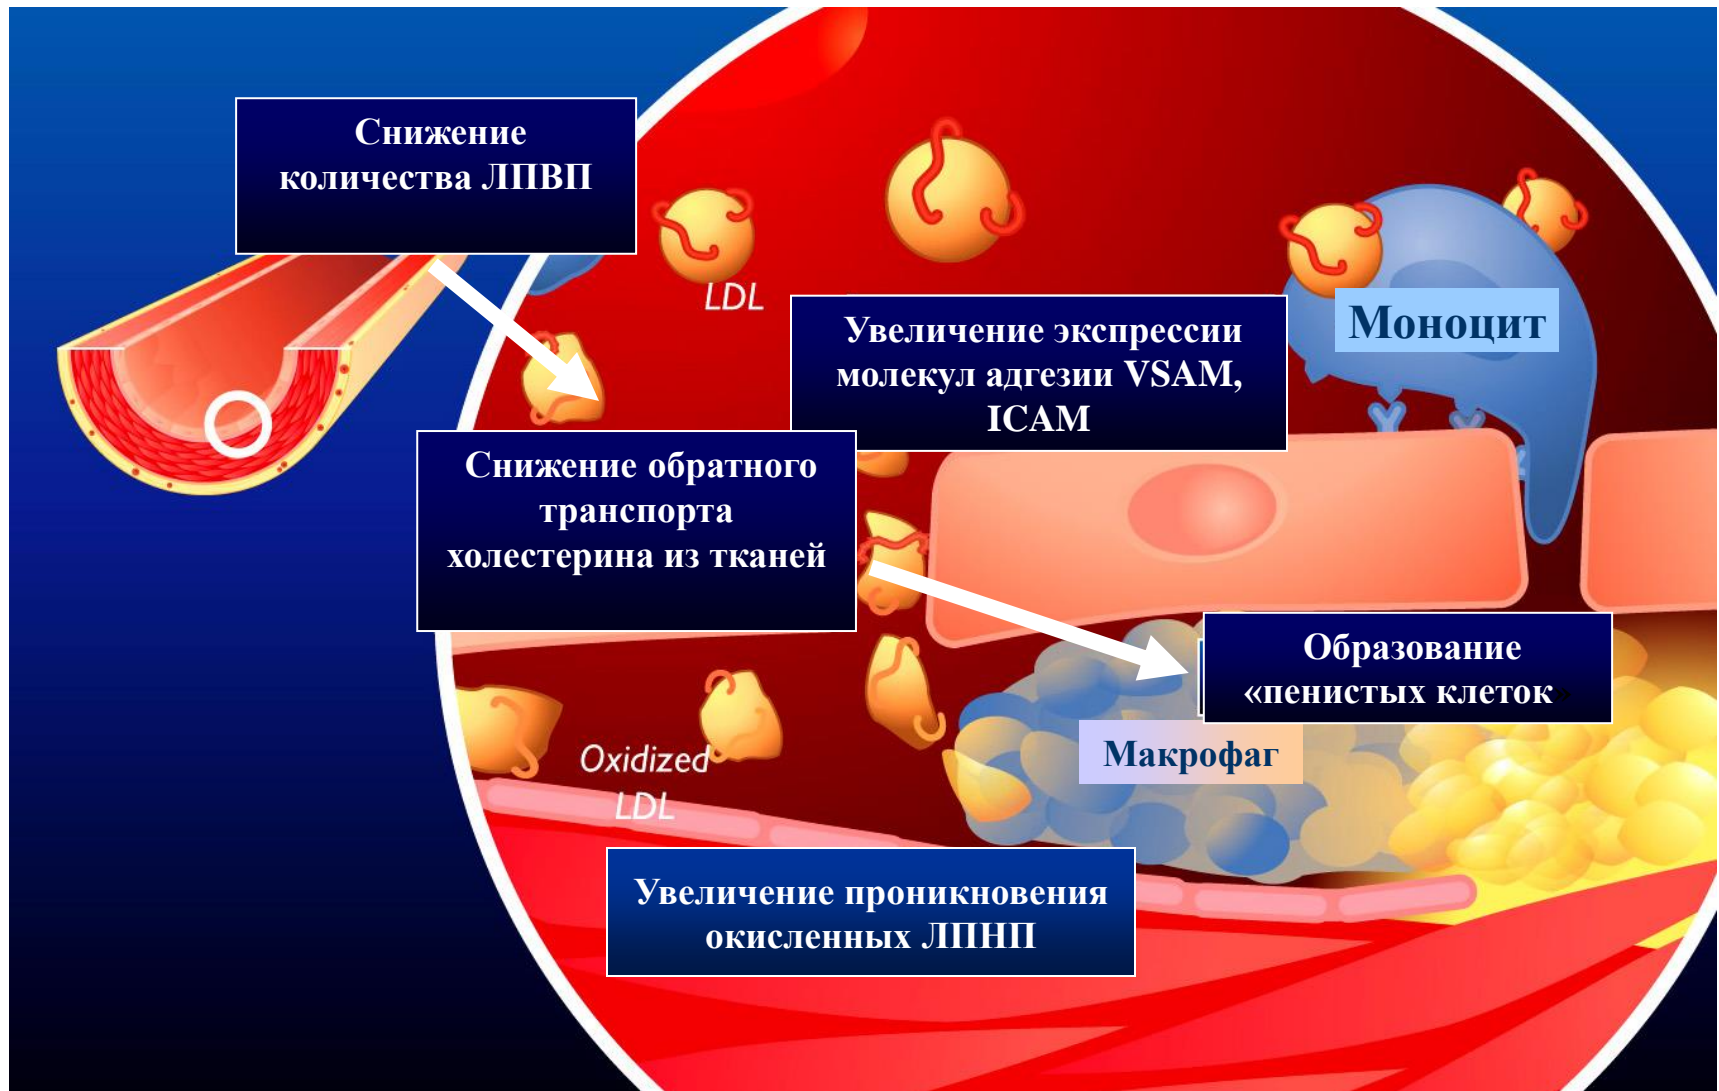 Снижение
количества ЛПВП
LDL
Моноцит
Увеличение экспрессии
молекул адгезии VSAM,
ICAM
Снижение обратного
транспорта
холестерина из тканей
Образование
«пенистых клеток»
Макрофаг
Oxidized
LDL
Увеличение проникновения
окисленных ЛПНП